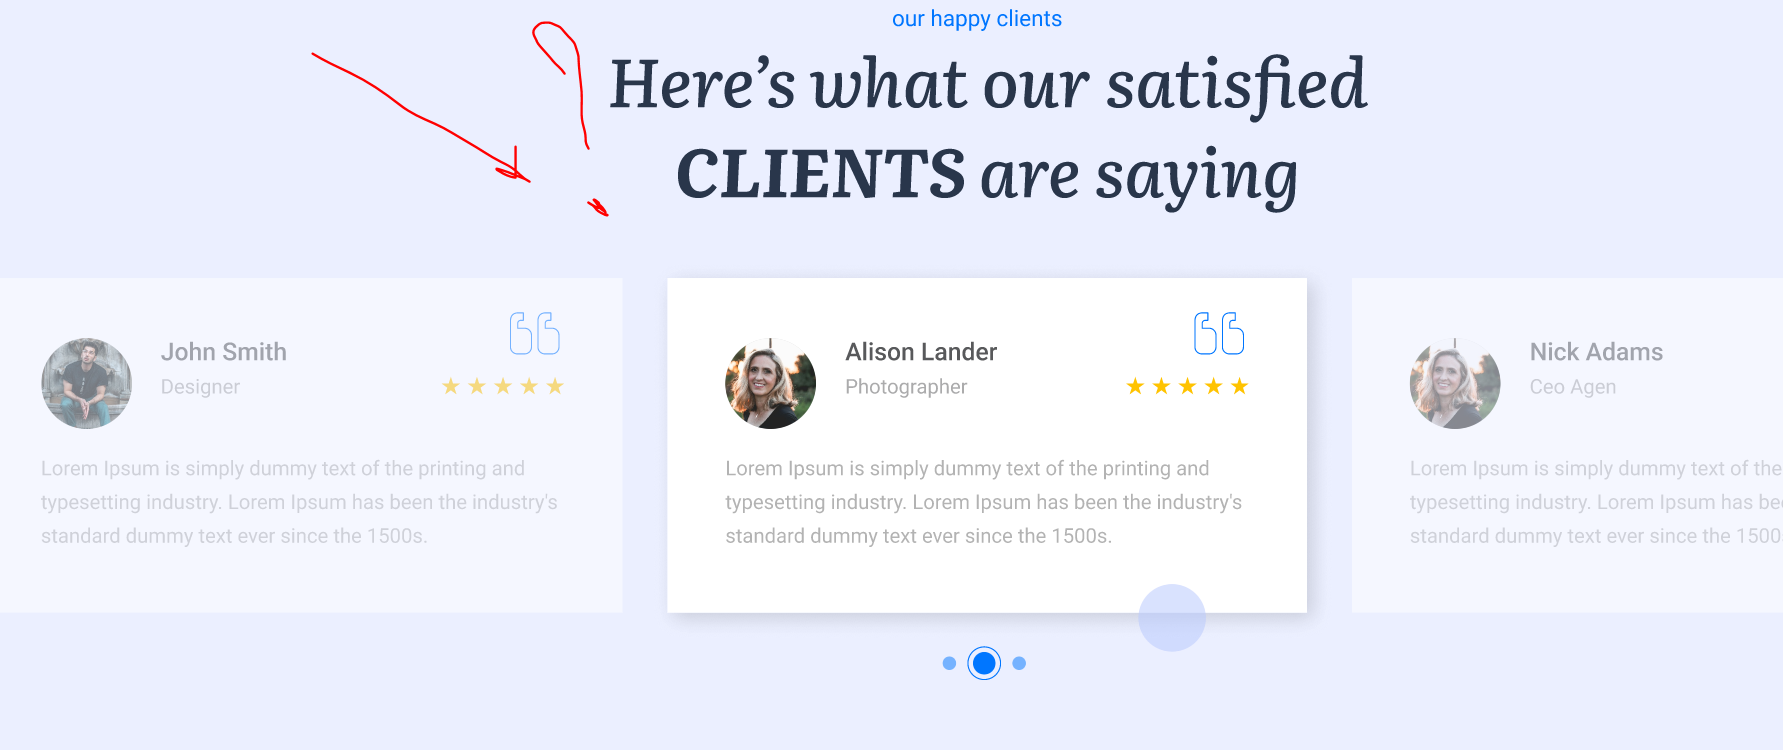 our happy clients
Here’s what our satisfied
CLIENTS are saying
John Smith
Designer
Lorem Ipsum is simply dummy text of the printing and
typesetting industry. Lorem Ipsum has been the industry's
standard dummy text ever since the 1500s.
Alison Lander
Photographer
Lorem Ipsum is simply dummy text of the printing and
typesetting industry. Lorem Ipsum has been the industry's
standard dummy text ever since the 1500s.
Nick Adams
Ceo Agen
Lorem Ipsum is simply dummy text of the
typesetting industry. Lorem Ipsum has bee
standard dummy text ever since the 1500